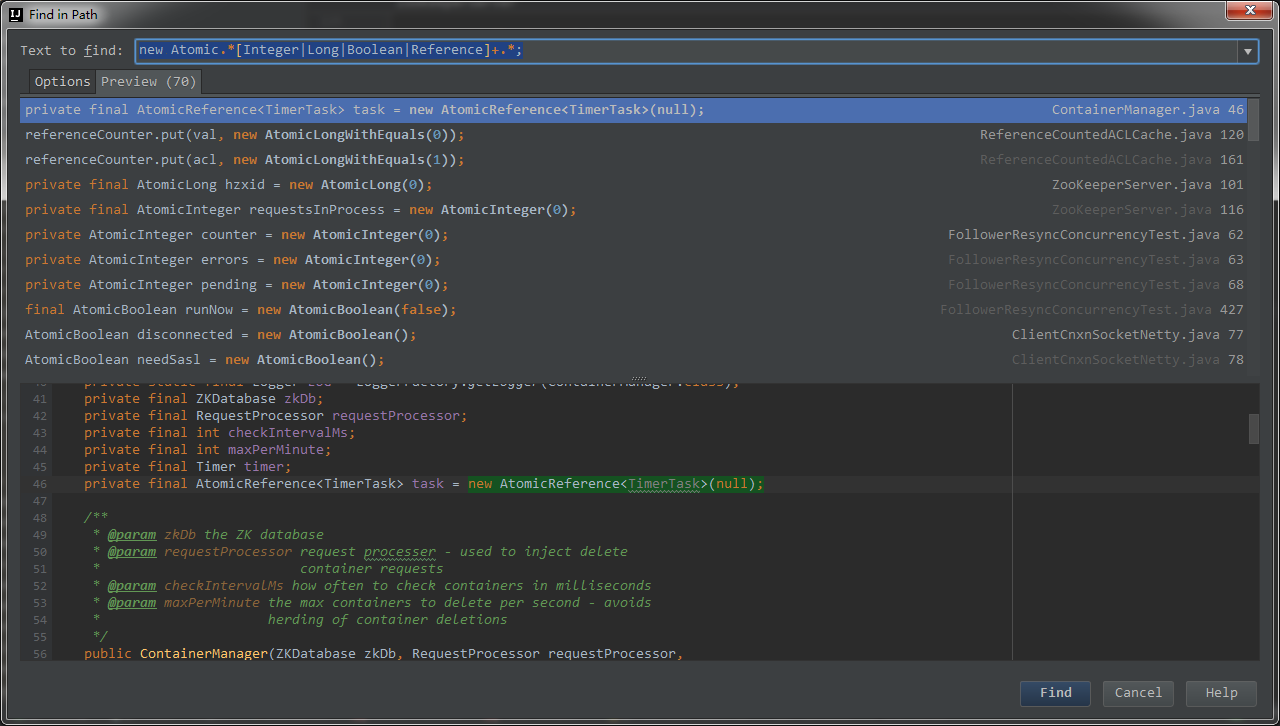 IJ Find in Path
Text to find: new Atomic.*[Integer|Long|Boolean|Reference]+.*;
Options Preview (70)
private final AtomicReference<TimerTask> task = new AtomicReference<TimerTask>(null); ContainerManager.java 46
referenceCounter.put(val, new AtomicLongWithEquals(0)); ReferenceCountedACLCache.java 120
referenceCounter.put(acl, new AtomicLongWithEquals(1)); ReferenceCountedACLCache.java 161
private final AtomicLong hzxid = new AtomicLong(0); ZooKeeperServer.java 101
private final AtomicInteger requestsInProcess = new AtomicInteger(0); ZooKeeperServer.java 116
private AtomicInteger counter = new AtomicInteger(0); FollowerResyncConcurrencyTest.java 62
private AtomicInteger errors = new AtomicInteger(0); FollowerResyncConcurrencyTest.java 63
private AtomicInteger pending = new AtomicInteger(0); FollowerResyncConcurrencyTest.java 68
final AtomicBoolean runNow = new AtomicBoolean(false); FollowerResyncConcurrencyTest.java 427
AtomicBoolean disconnected = new AtomicBoolean(); ClientCnxnSocketNetty.java 77
AtomicBoolean needSasl = new AtomicBoolean(); ClientCnxnSocketNetty.java 78
41 private final ZKDatabase zkDb;
42 private final RequestProcessor requestProcessor;
43 private final int checkIntervalMs;
44 private final int maxPerMinute;
45 private final Timer timer;
46 private final AtomicReference<TimerTask> task = new AtomicReference<TimerTask>(null);
47
48 /**
49 * @param zkDb the ZK database
50 * @param requestProcessor request processer - used to inject delete
51 * container requests
52 * @param checkIntervalMs how often to check containers in milliseconds
53 * @param maxPerMinute the max containers to delete per second - avoids
54 * herding of container deletions
55 */
56 public ContainerManager(ZKDatabase zkDb, RequestProcessor requestProcessor,
Find Cancel Help